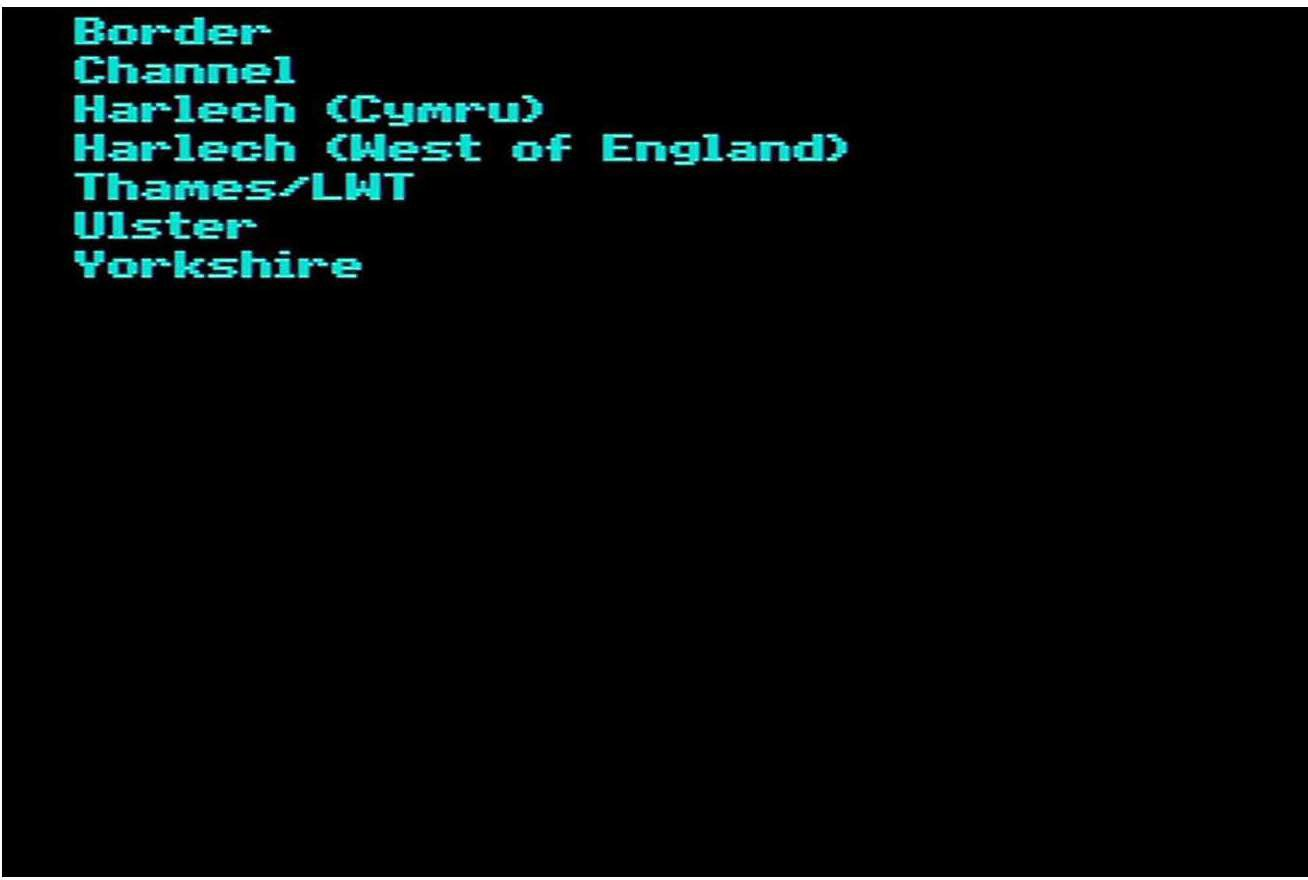 Border
Channel
Harlech (Cymru)
Harlech (West of England)
Thames/LWT
Ulster
Yorkshire